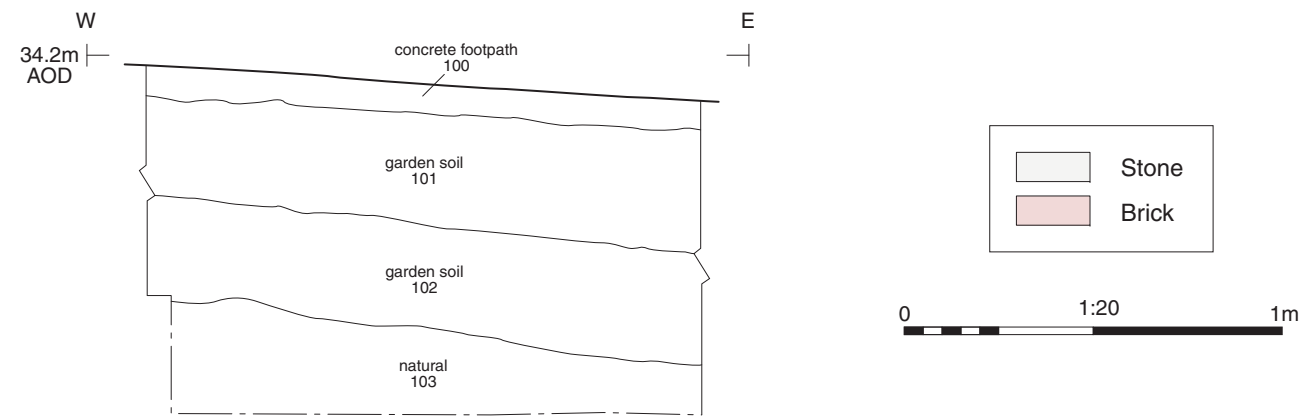 W
E
34.2m
AOD
concrete footpath
100
garden soil
101
garden soil
102
natural
103
Stone
Brick
0
1:20
1m